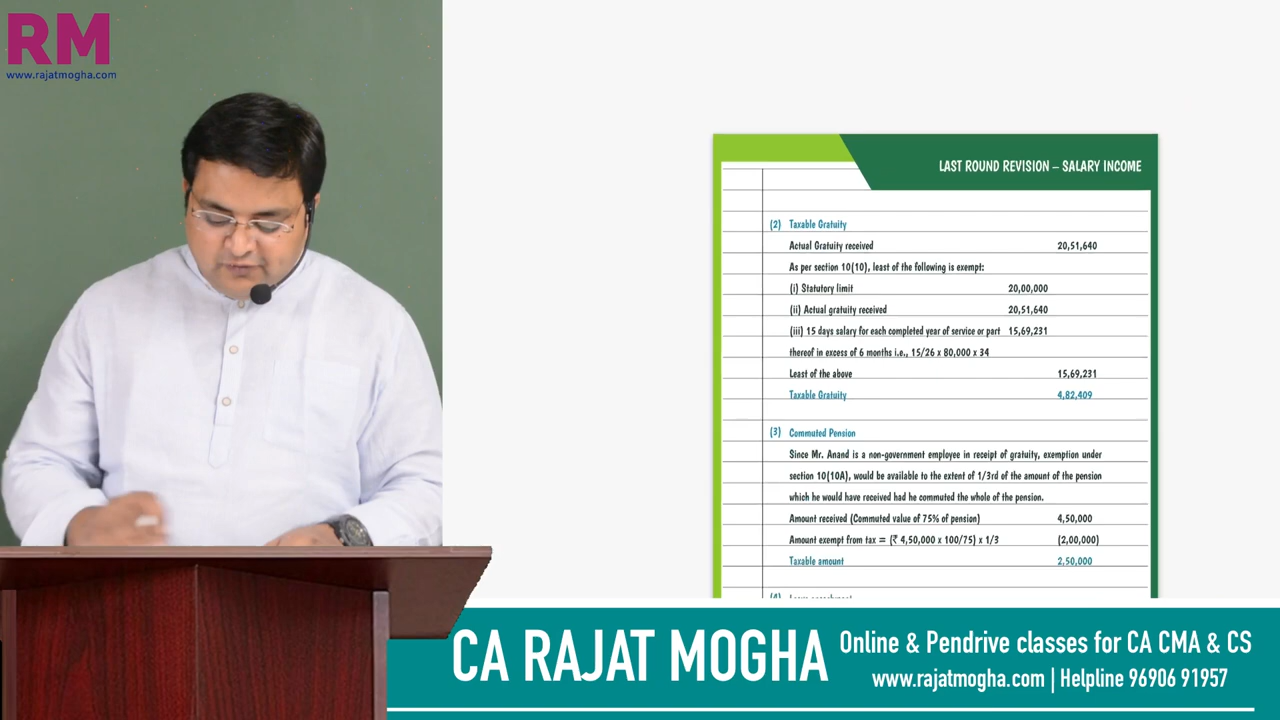 RM
www.rajatmogha.com
LAST ROUND REVISION – SALARY INCOME
(2) Taxable Gratuity
Actual Gratuity received 20,51,640
As per section 10(10), least of the following is exempt:
(i) Statutory limit 20,00,000
(ii) Actual gratuity received 20,51,640
(iii) 15 days salary for each completed year of service or part 15,69,231
thereof in excess of 6 months i.e., 15/26 x 80,000 x 34
Least of the above 15,69,231
Taxable Gratuity 4,82,409
(3) Commuted Pension
Since Mr. Anand is a non-government employee in receipt of gratuity, exemption under
section 10(10A), would be available to the extent of 1/3rd of the amount of the pension
which he would have received had he commuted the whole of the pension.
Amount received (Commuted value of 75% of pension) 4,50,000
Amount exempt from tax = (₹ 4,50,000 x 100/75) x 1/3 (2,00,000)
Taxable amount 2,50,000
CA RAJAT MOGHA
Online & Pendrive classes for CA CMA & CS
www.rajatmogha.com | Helpline 96906 91957